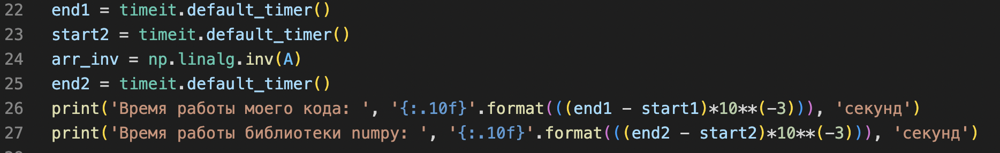 22 end1 = timeit.default_timer()
23 start2 = timeit.default_timer()
24 arr_inv = np.linalg.inv(A)
25 end2 = timeit.default_timer()
26 print('Время работы моего кода: ', '{:.10f}'.format(((end1 - start1)*10**(-3))), 'секунд')
27 print('Время работы библиотеки numpy: ', '{:.10f}'.format(((end2 - start2)*10**(-3))), 'секунд')